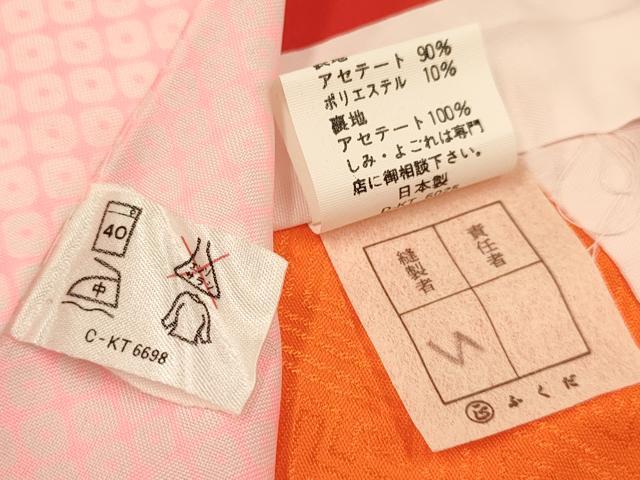 アセテート 90%
ポリエステル 10%
裏地
アセテート100%
しみ・よごれは専門
店に御相談下さい。
日本製
40
中
C-KT6698
責任者
縫製者
い
ふくだ